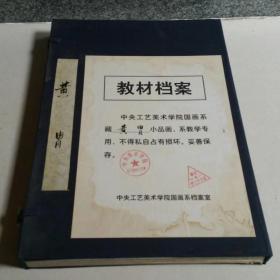 黄
胄
教材档案
中央工艺美术学院国画系
藏 黄胄 小品画、系教学专
用，不得私自占有损坏。妥善保
存。
中央工艺美术学院国画系档案室